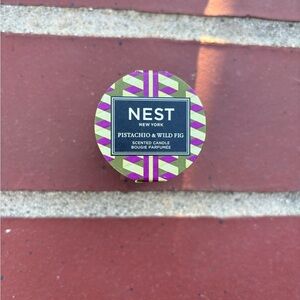 NEST
NEW YORK
PISTACHIO & WILD FIG
SCENTED CANDLE
BOUGIE PARFUMÉE